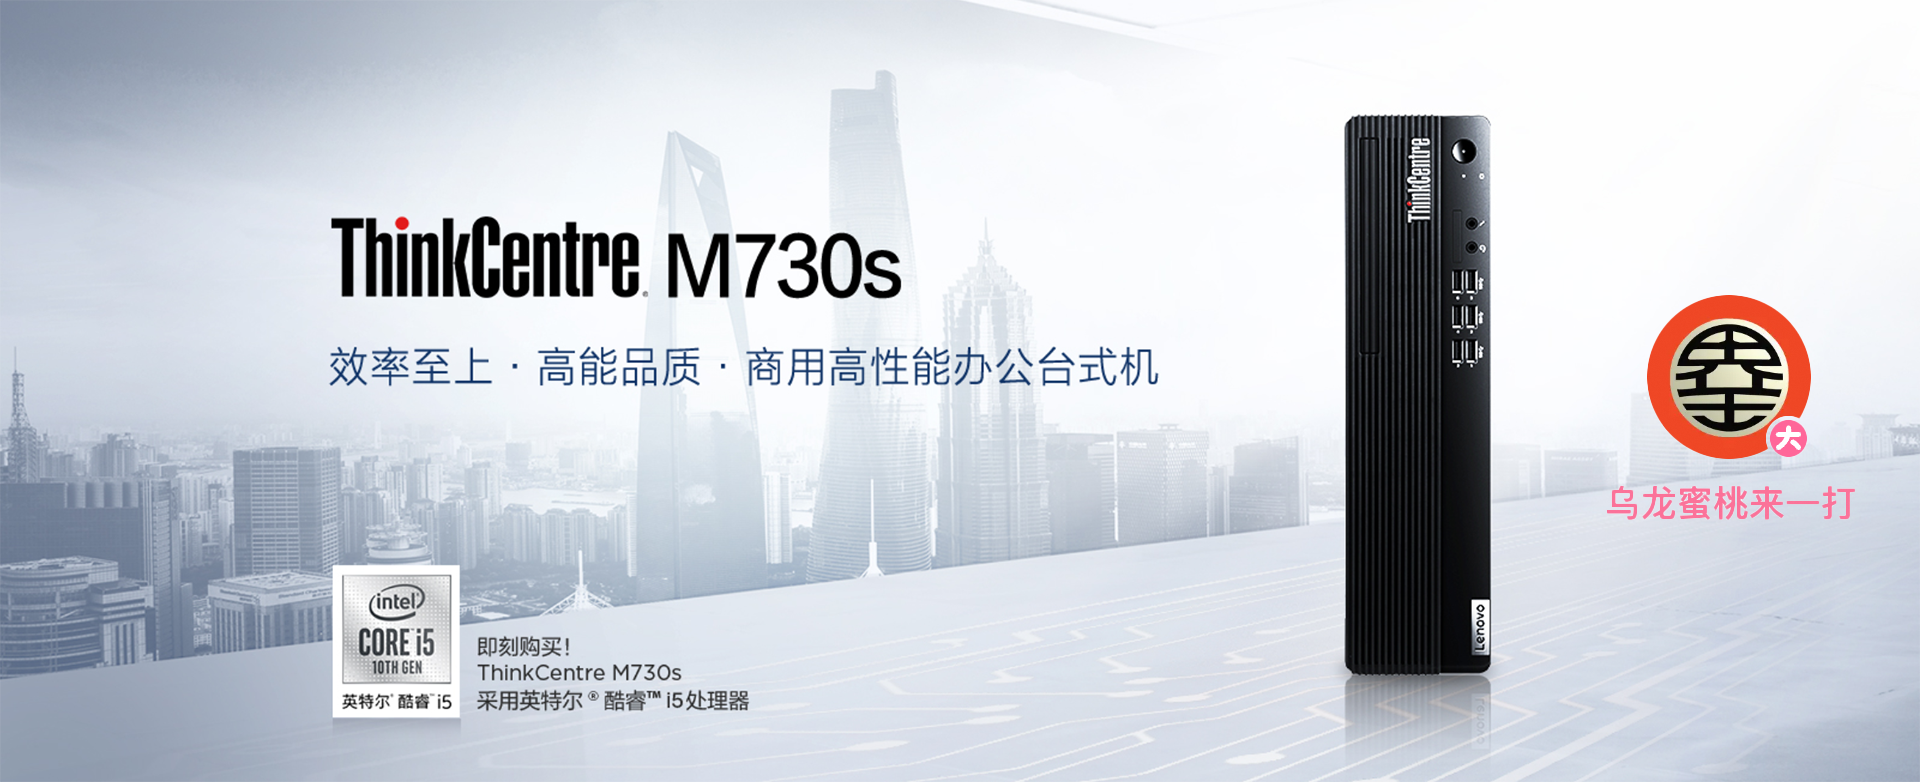 ThinkCentre M730s
效率至上 · 高能品质 · 商用高性能办公台式机
intel
CORE i5
10TH GEN
英特尔® 酷睿™ i5
即刻购买!
ThinkCentre M730s
采用英特尔®酷睿™ i5处理器
ThinkCentre
Lenovo
大
乌龙蜜桃来一打